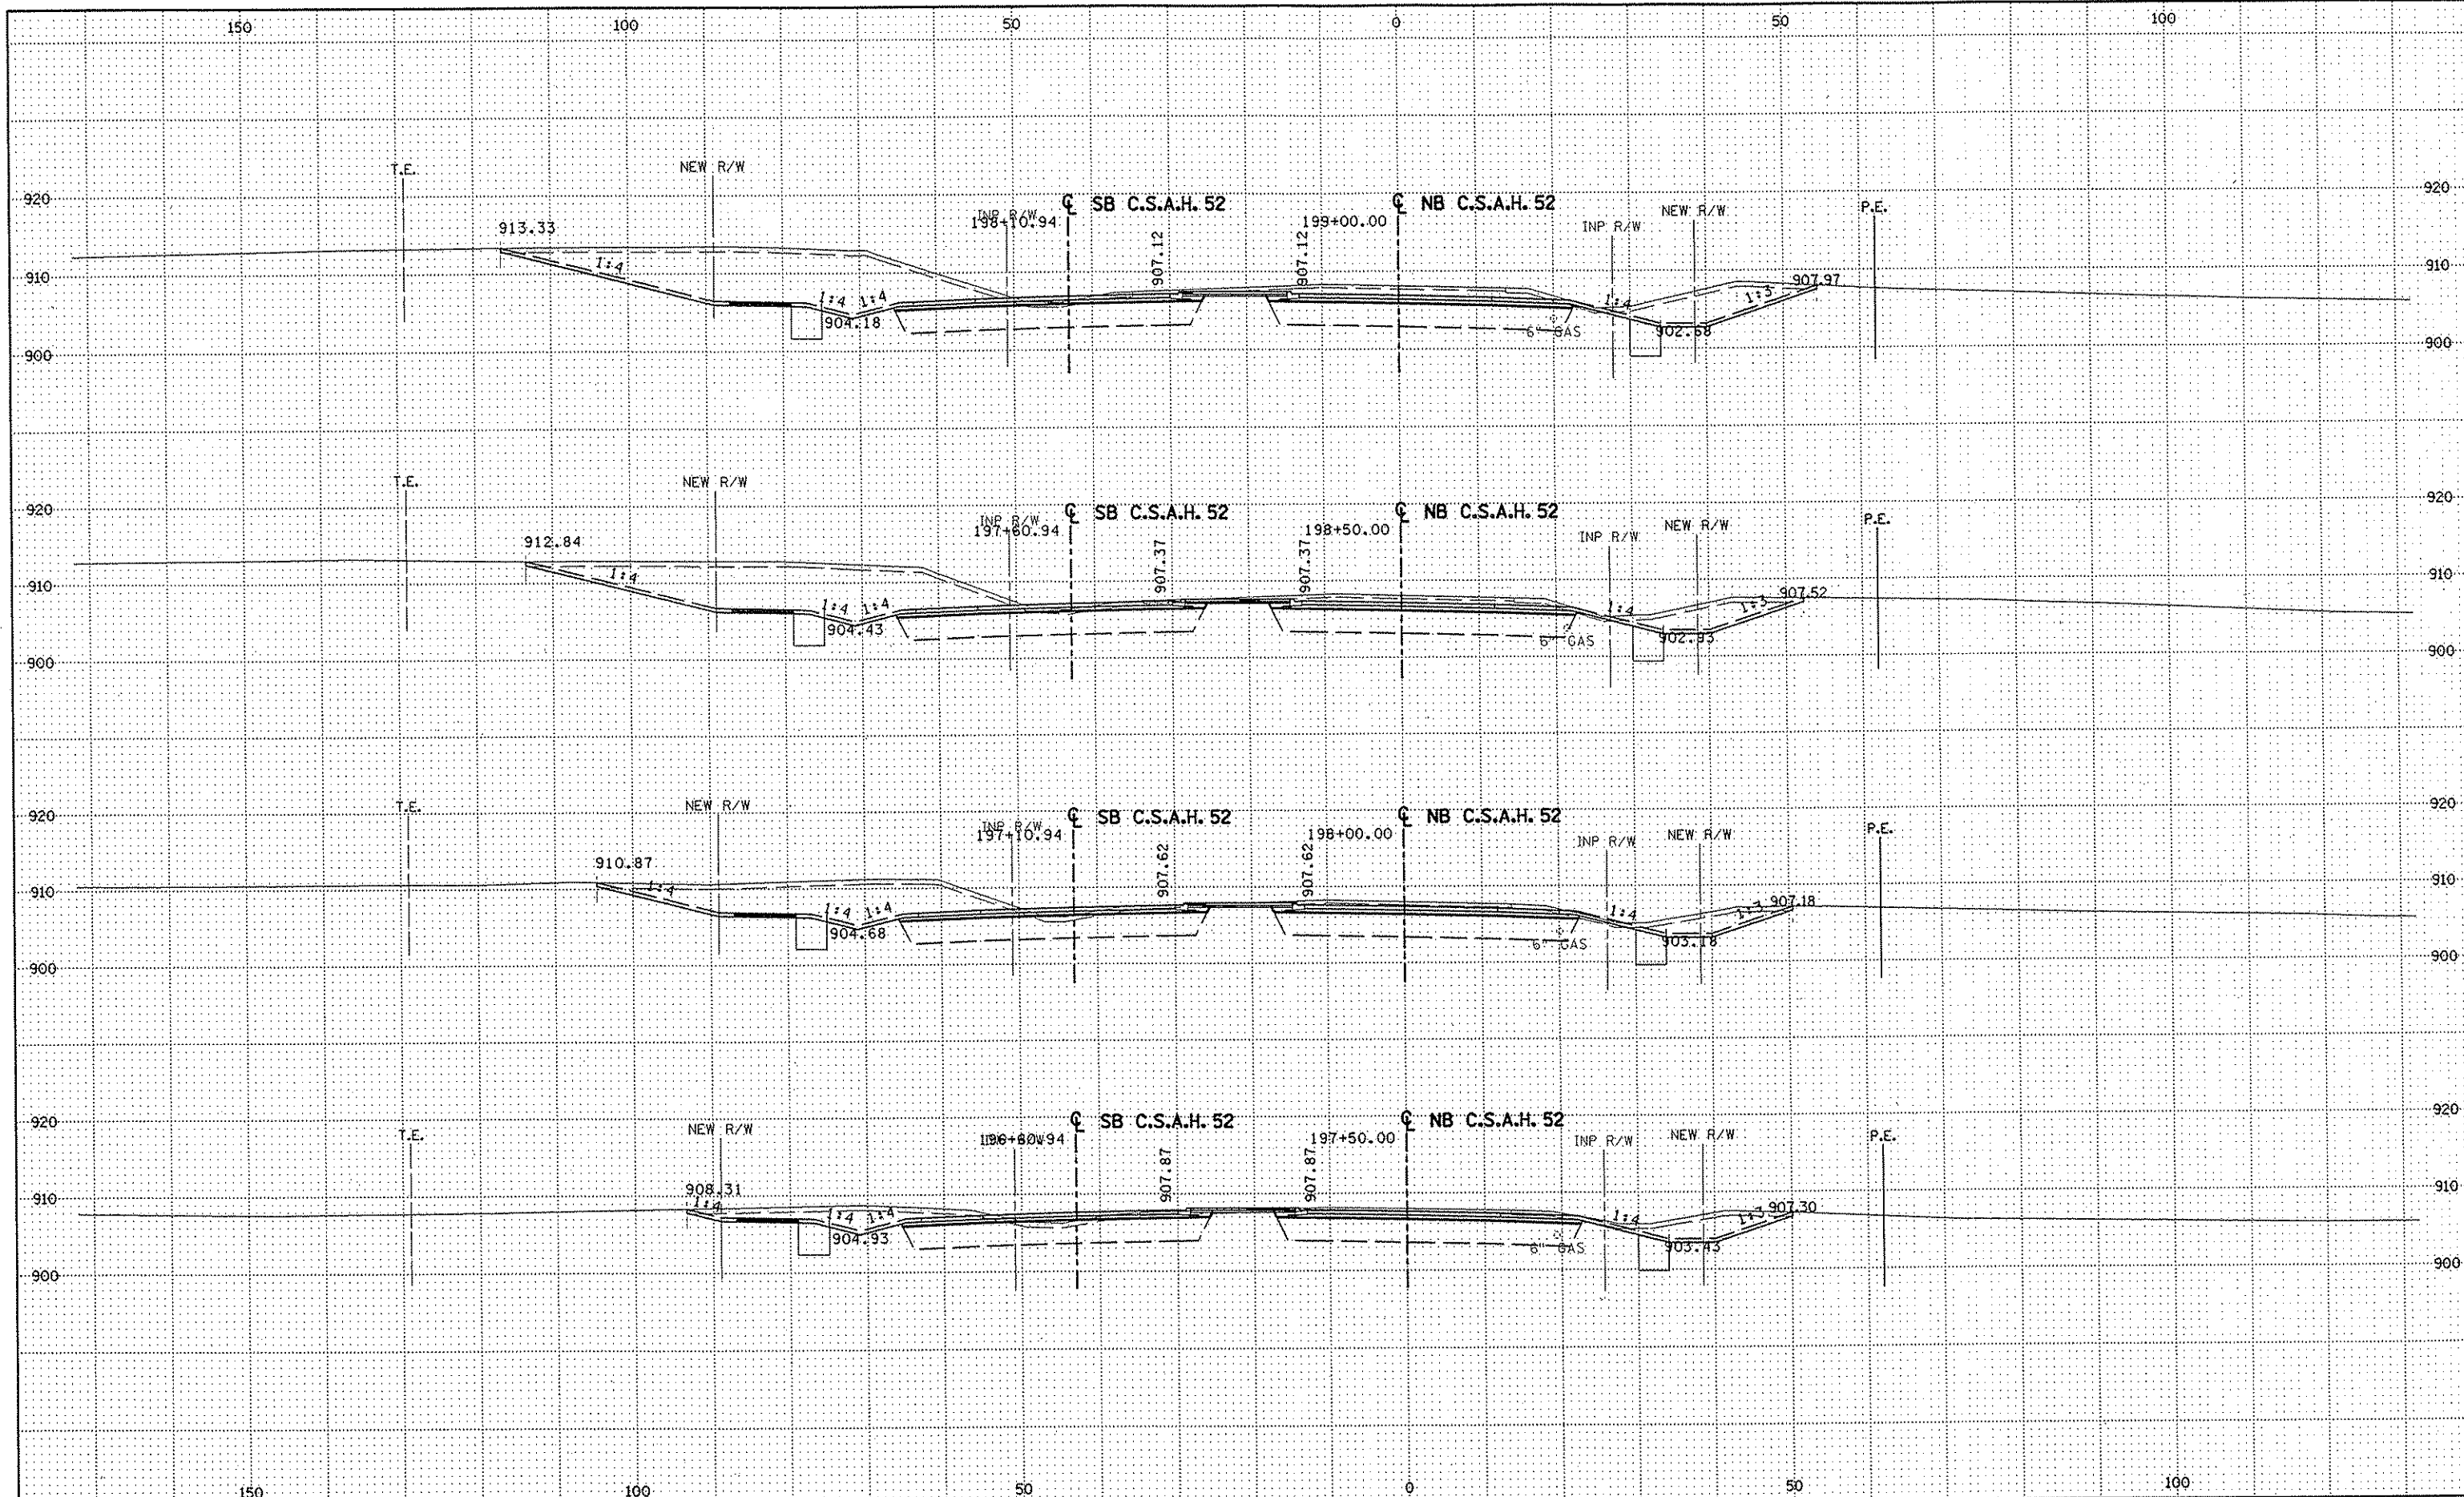 150 100 50 0 50 100
T.E. NEW R/W INP R/W 198+10.94 ℄ SB C.S.A.H. 52 199+00.00 ℄ NB C.S.A.H. 52 INP R/W NEW R/W P.E.
920 920
913.33 907.12 907.12 907.97
910 1:4 910
1:4 1:4 904.18 6" GAS 1:4 902.68 1:3
900 900
T.E. NEW R/W INP R/W 197+60.94 ℄ SB C.S.A.H. 52 198+50.00 ℄ NB C.S.A.H. 52 INP R/W NEW R/W P.E.
920 920
912.84 907.37 907.37 907.52
910 1:4 910
1:4 1:4 904.43 6" GAS 1:4 902.93 1:3
900 900
T.E. NEW R/W INP R/W 197+10.94 ℄ SB C.S.A.H. 52 198+00.00 ℄ NB C.S.A.H. 52 INP R/W NEW R/W P.E.
920 920
910.87 907.62 907.62 907.18
910 1:4 910
1:4 1:4 904.68 6" GAS 1:4 903.18 1:3
900 900
T.E. NEW R/W 196+60.94 ℄ SB C.S.A.H. 52 197+50.00 ℄ NB C.S.A.H. 52 INP R/W NEW R/W P.E.
920 920
908.31 907.87 907.87 907.30
910 1:4 910
1:4 1:4 904.93 6" GAS 1:4 903.43 1:3
900 900
150 100 50 0 50 100